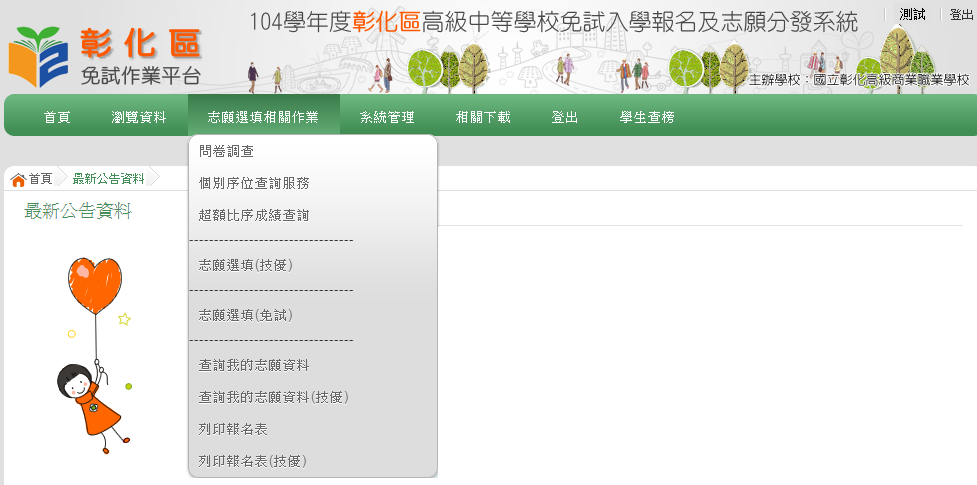 104學年度彰化區高級中等學校免試入學報名及志願分發系統
測試 登出
彰化區
免試作業平台
主辦學校：國立彰化高級商業職業學校
首頁 瀏覽資料 志願選填相關作業 系統管理 相關下載 登出 學生查榜
問卷調查
首頁 最新公告資料
個別序位查詢服務
最新公告資料
超額比序成績查詢
---------------------------------
志願選填(技優)
---------------------------------
志願選填(免試)
---------------------------------
查詢我的志願資料
查詢我的志願資料(技優)
列印報名表
列印報名表(技優)